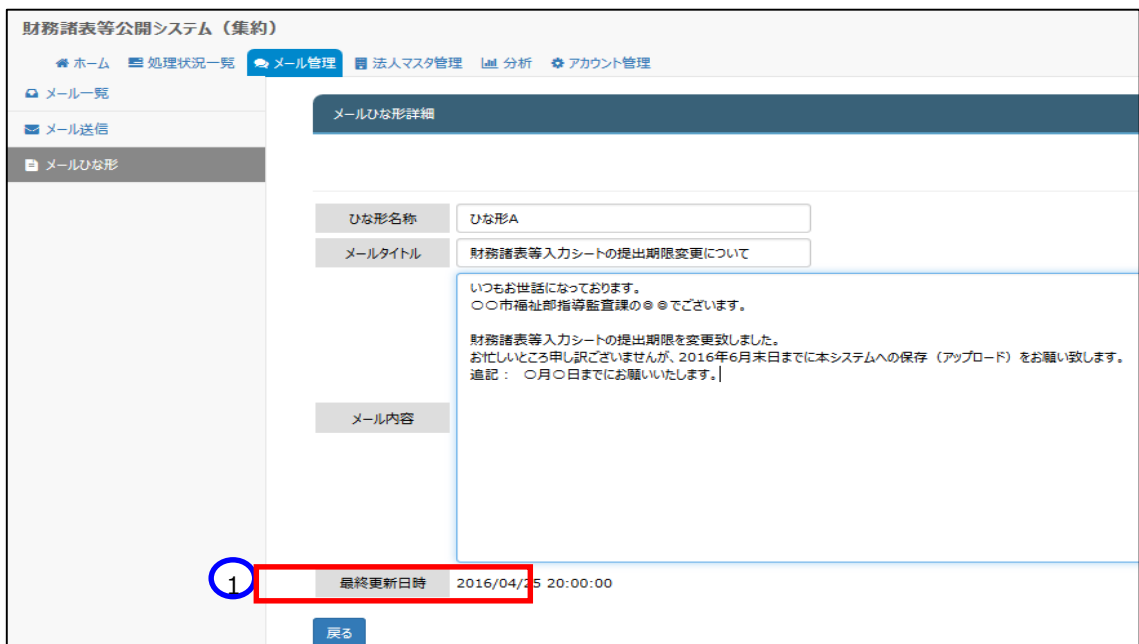 財務諸表等公開システム（集約）
ホーム 処理状況一覧 メール管理 法人マスタ管理 分析 アカウント管理
メール一覧
メール送信
メールひな形
メールひな形詳細
ひな形名称 ひな形A
メールタイトル 財務諸表等入力シートの提出期限変更について
メール内容
いつもお世話になっております。
〇〇市福祉部指導監査課の＠＠でございます。
財務諸表等入力シートの提出期限を変更致しました。
お忙しいところ申し訳ございませんが、2016年6月末日までに本システムへの保存（アップロード）をお願い致します。
追記： 〇月〇日までにお願いいたします。
1
最終更新日時 2016/04/25 20:00:00
戻る